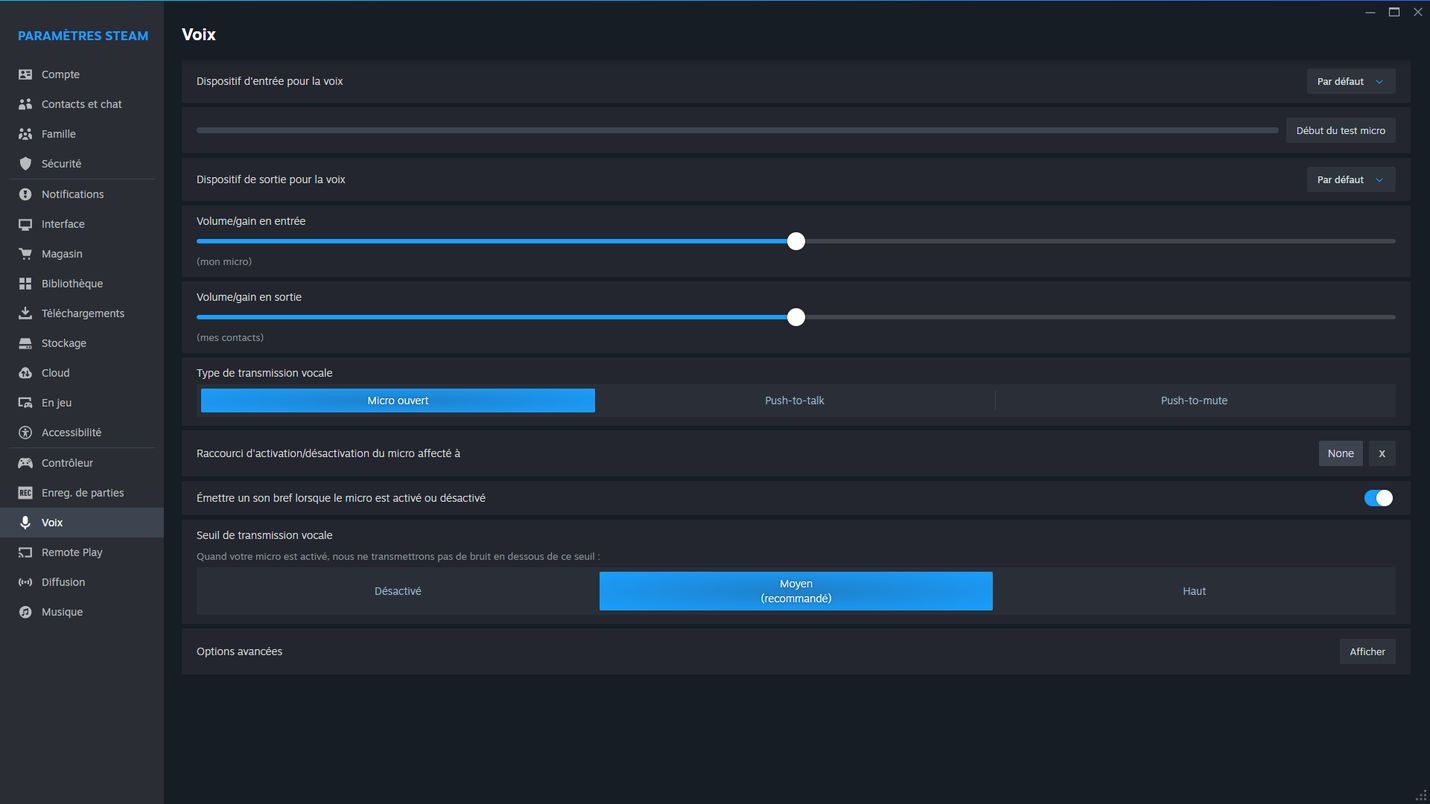 PARAMÈTRES STEAM
Compte
Contacts et chat
Famille
Sécurité
Notifications
Interface
Magasin
Bibliothèque
Téléchargements
Stockage
Cloud
En jeu
Accessibilité
Contrôleur
REC Enreg. de parties
Voix
Remote Play
Diffusion
Musique
Voix
Dispositif d'entrée pour la voix
Par défaut
Début du test micro
Dispositif de sortie pour la voix
Par défaut
Volume/gain en entrée
(mon micro)
Volume/gain en sortie
(mes contacts)
Type de transmission vocale
Micro ouvert
Push-to-talk
Push-to-mute
Raccourci d'activation/désactivation du micro affecté à
None
X
Émettre un son bref lorsque le micro est activé ou désactivé
Seuil de transmission vocale
Quand votre micro est activé, nous ne transmettrons pas de bruit en dessous de ce seuil :
Désactivé
Moyen
(recommandé)
Haut
Options avancées
Afficher